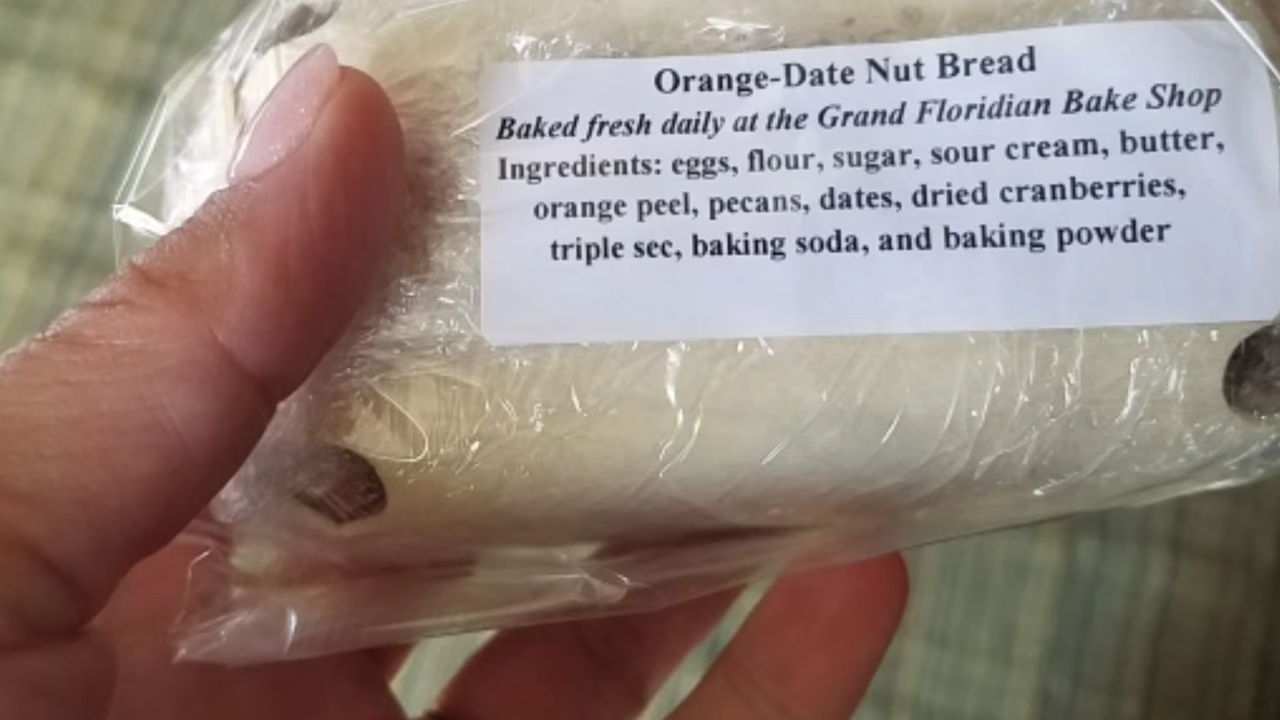 Orange-Date Nut Bread
Baked fresh daily at the Grand Floridian Bake Shop
Ingredients: eggs, flour, sugar, sour cream, butter,
orange peel, pecans, dates, dried cranberries,
triple sec, baking soda, and baking powder